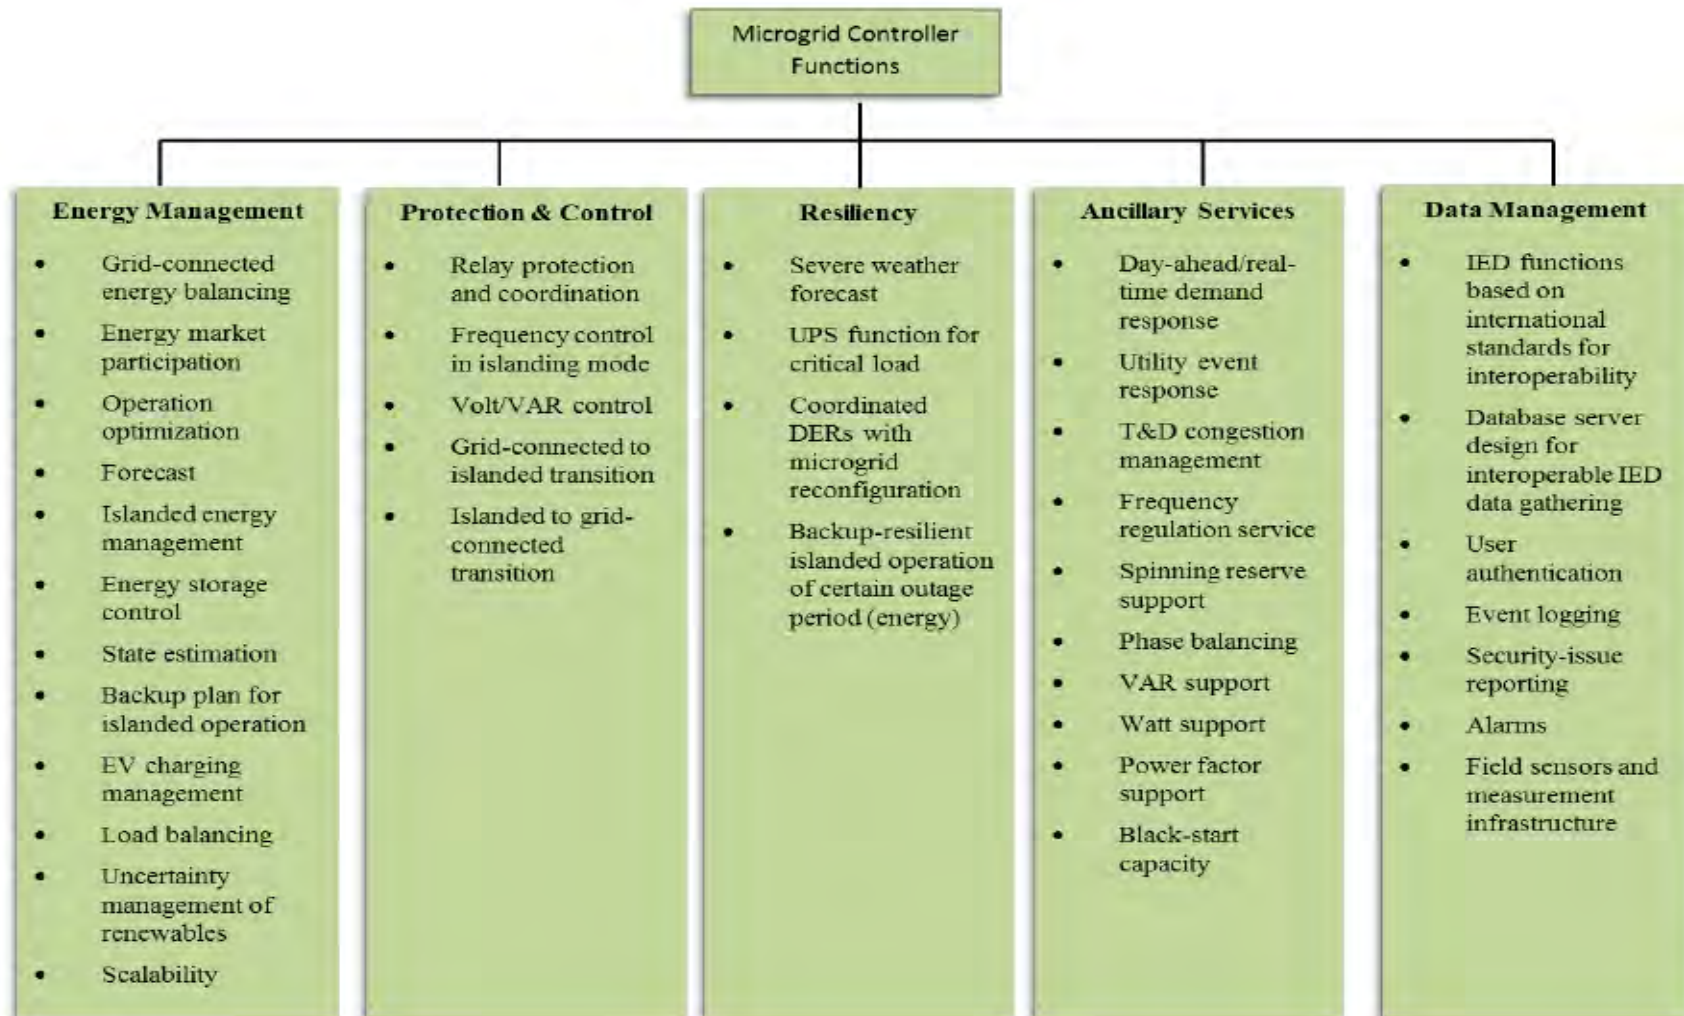 Microgrid Controller
Functions
Energy Management
• Grid-connected
energy balancing
• Energy market
participation
• Operation
optimization
• Forecast
• Islanded energy
management
• Energy storage
control
• State estimation
• Backup plan for
islanded operation
• EV charging
management
• Load balancing
• Uncertainty
management of
renewables
• Scalability
Protection & Control
• Relay protection
and coordination
• Frequency control
in islanding mode
• Volt/VAR control
• Grid-connected to
islanded transition
• Islanded to grid-
connected
transition
Resiliency
• Severe weather
forecast
• UPS function for
critical load
• Coordinated
DERs with
microgrid
reconfiguration
• Backup-resilient
islanded operation
of certain outage
period (energy)
Ancillary Services
• Day-ahead/real-
time demand
response
• Utility event
response
• T&D congestion
management
• Frequency
regulation service
• Spinning reserve
support
• Phase balancing
• VAR support
• Watt support
• Power factor
support
• Black-start
capacity
Data Management
• IED functions
based on
international
standards for
interoperability
• Database server
design for
interoperable IED
data gathering
• User
authentication
• Event logging
• Security-issue
reporting
• Alarms
• Field sensors and
measurement
infrastructure